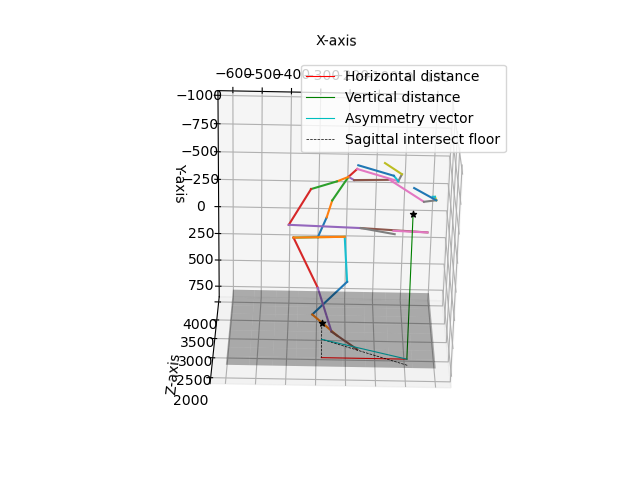 X-axis
−600 −500 −400 −300
Horizontal distance
Vertical distance
Asymmetry vector
Sagittal intersect floor
−1000
−750
−500
−250
0
250
500
750
Y-axis
4000
3500
3000
2500
2000
Z-axis